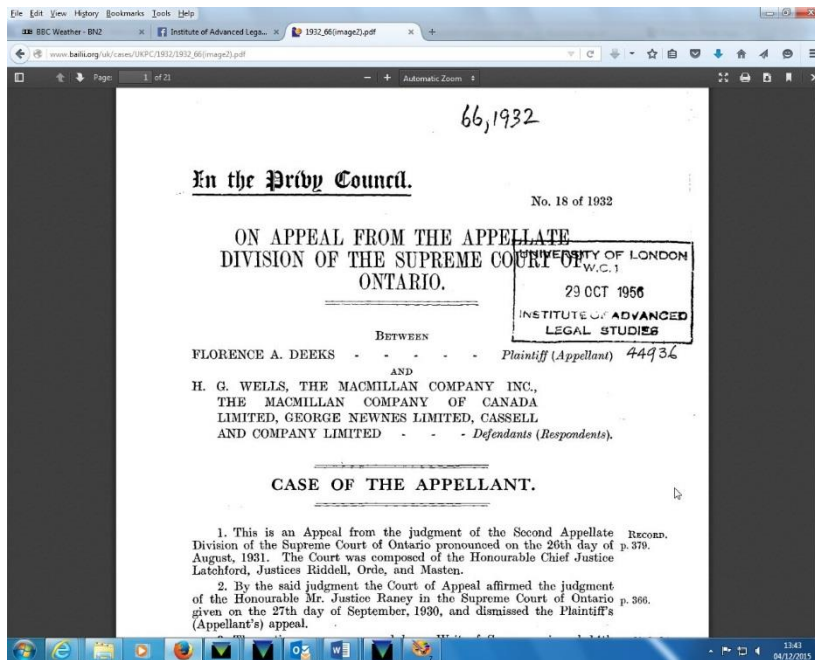 File Edit View History Bookmarks Tools Help
BBC Weather - BN2 × Institute of Advanced Lega... × 1932_66(image2).pdf × +
www.bailii.org/uk/cases/UKPC/1932/1932_66(image2).pdf
Page: 1 of 21 − + Automatic Zoom
66,1932
In the Privy Council.
No. 18 of 1932
ON APPEAL FROM THE APPELLATE
DIVISION OF THE SUPREME COURT OF
ONTARIO.
UNIVERSITY OF LONDON
W.C.1
29 OCT 1956
INSTITUTE OF ADVANCED
LEGAL STUDIES
BETWEEN
FLORENCE A. DEEKS - - - - - Plaintiff (Appellant) 44936
AND
H. G. WELLS, THE MACMILLAN COMPANY INC.,
THE MACMILLAN COMPANY OF CANADA
LIMITED, GEORGE NEWNES LIMITED, CASSELL
AND COMPANY LIMITED - - - Defendants (Respondents).
CASE OF THE APPELLANT.
1. This is an Appeal from the judgment of the Second Appellate RECORD.
Division of the Supreme Court of Ontario pronounced on the 26th day of p. 379.
August, 1931. The Court was composed of the Honourable Chief Justice
Latchford, Justices Riddell, Orde, and Masten.
2. By the said judgment the Court of Appeal affirmed the judgment
of the Honourable Mr. Justice Raney in the Supreme Court of Ontario p. 366.
given on the 27th day of September, 1930, and dismissed the Plaintiff's
(Appellant's) appeal.
13:43
04/12/2015